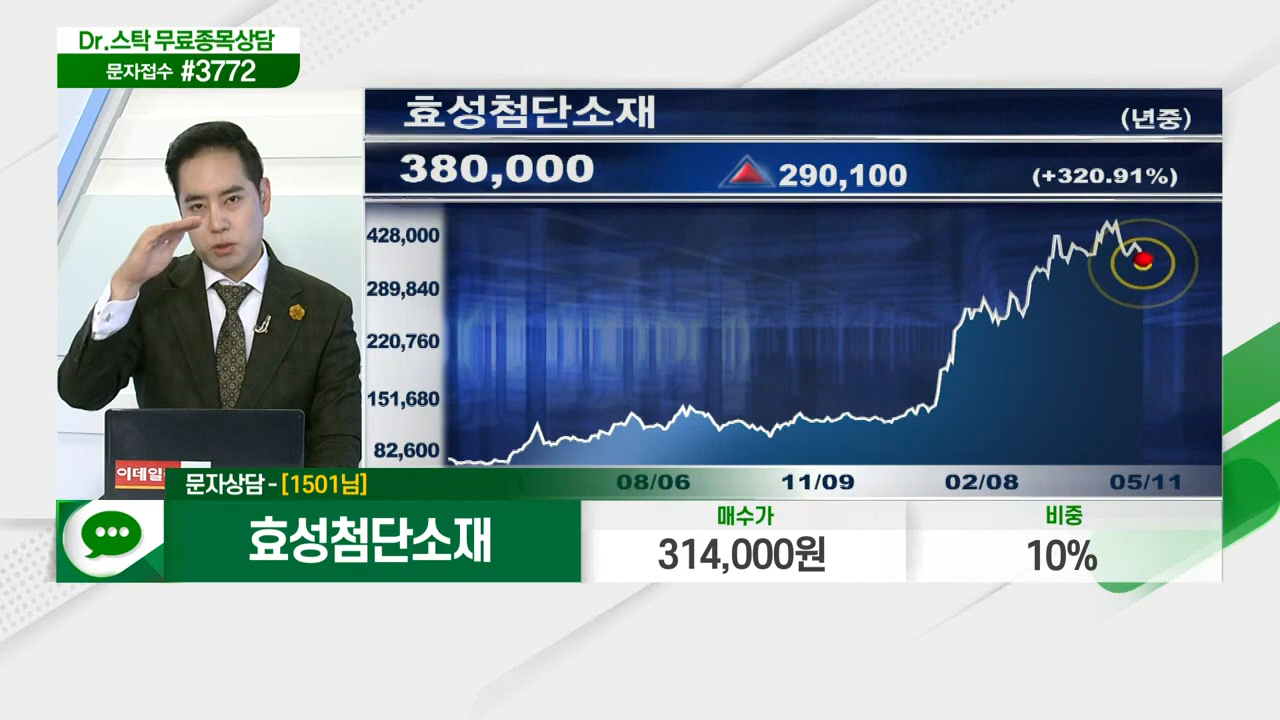 Dr.스탁 무료종목상담
문자접수 #3772
효성첨단소재
(년중)
380,000
290,100
(+320.91%)
428,000
289,840
220,760
151,680
82,600
08/06
11/09
02/08
05/11
이데일
문자상담 - [1501님]
효성첨단소재
매수가
314,000원
비중
10%